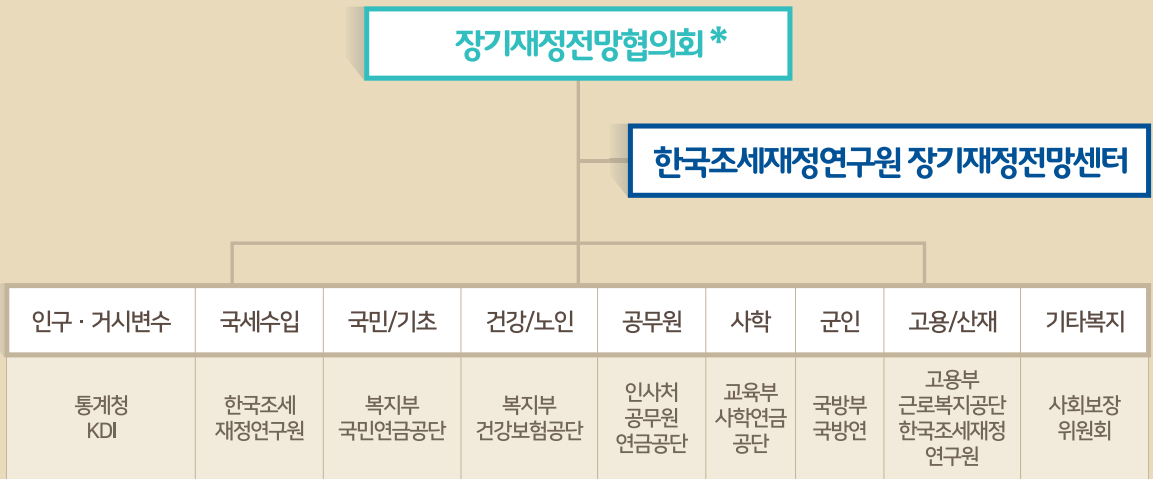 장기재정전망협의회 *
한국조세재정연구원 장기재정전망센터
인구 · 거시변수
국세수입
국민/기초
건강/노인
공무원
사학
군인
고용/산재
기타복지
통계청
KDI
한국조세
재정연구원
복지부
국민연금공단
복지부
건강보험공단
인사처
공무원
연금공단
교육부
사학연금
공단
국방부
국방연
고용부
근로복지공단
한국조세재정
연구원
사회보장
위원회